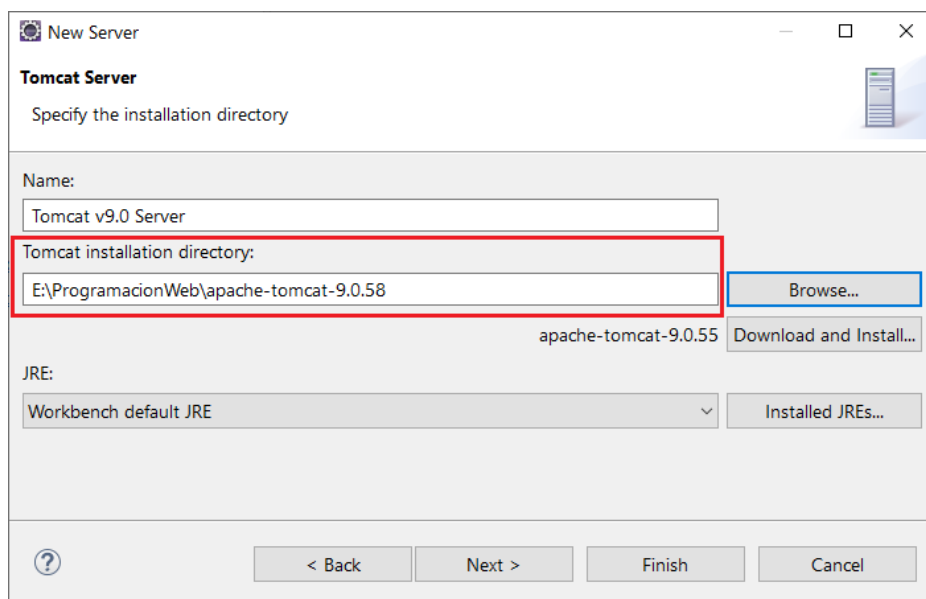 New Server
Tomcat Server
Specify the installation directory
Name:
Tomcat v9.0 Server
Tomcat installation directory:
E:\ProgramacionWeb\apache-tomcat-9.0.58
Browse...
apache-tomcat-9.0.55
Download and Install...
JRE:
Workbench default JRE
Installed JREs...
?
< Back
Next >
Finish
Cancel